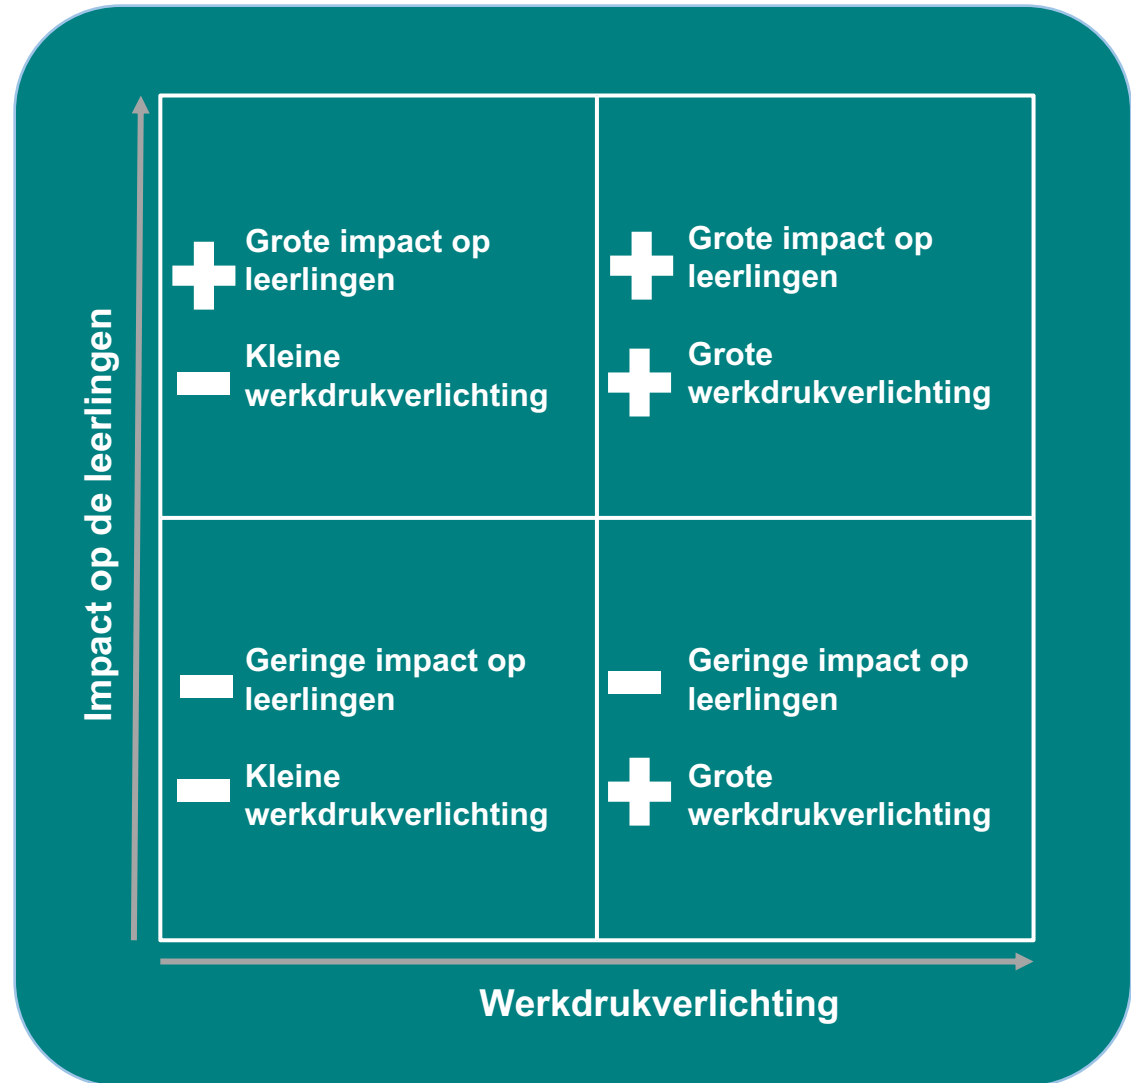 Impact op de leerlingen
Grote impact op
leerlingen
Kleine
werkdrukverlichting
Grote impact op
leerlingen
Grote
werkdrukverlichting
Geringe impact op
leerlingen
Kleine
werkdrukverlichting
Geringe impact op
leerlingen
Grote
werkdrukverlichting
Werkdrukverlichting